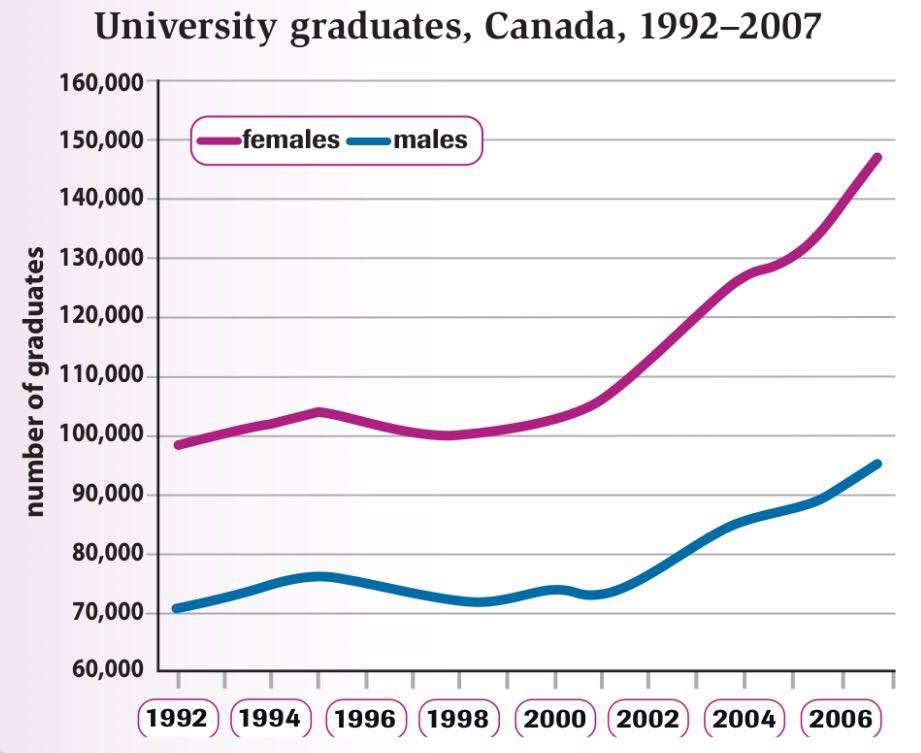 University graduates, Canada, 1992–2007
160,000
150,000
140,000
130,000
120,000
110,000
100,000
90,000
80,000
70,000
60,000
number of graduates
females males
1992 1994 1996 1998 2000 2002 2004 2006